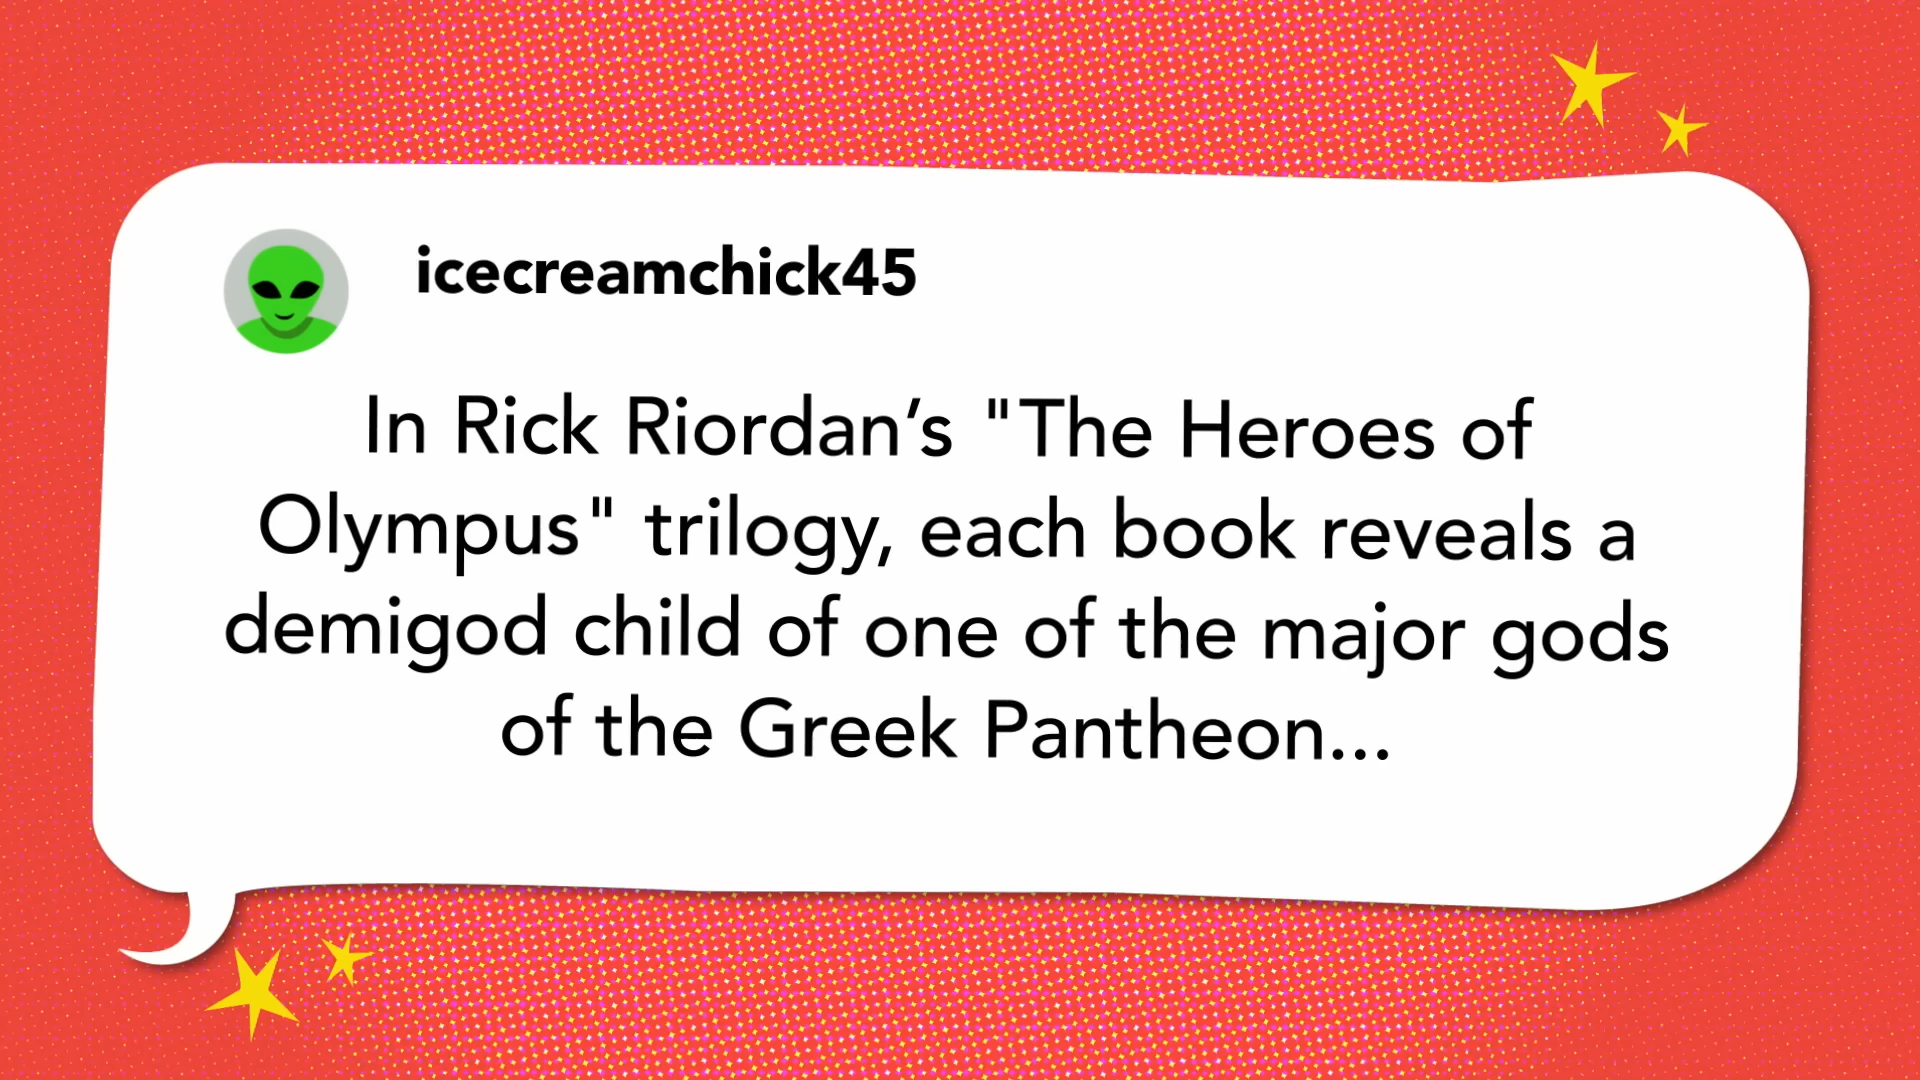 icecreamchick45
In Rick Riordan’s "The Heroes of
Olympus" trilogy, each book reveals a
demigod child of one of the major gods
of the Greek Pantheon...